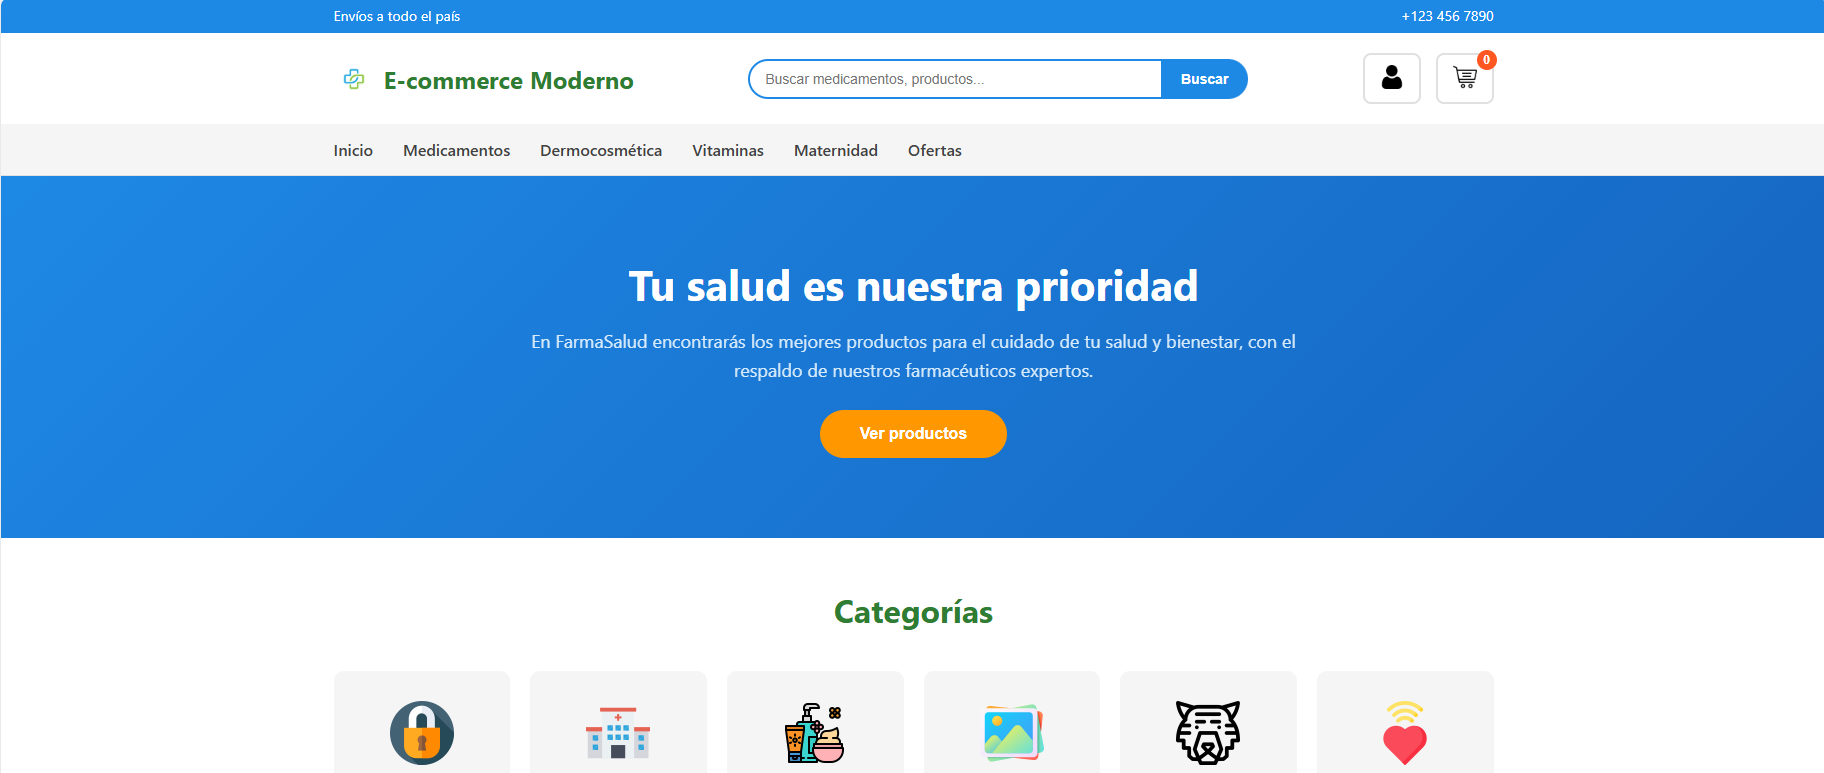 Envíos a todo el país
+123 456 7890
E-commerce Moderno
Buscar medicamentos, productos...
Buscar
0
Inicio
Medicamentos
Dermocosmética
Vitaminas
Maternidad
Ofertas
Tu salud es nuestra prioridad
En FarmaSalud encontrarás los mejores productos para el cuidado de tu salud y bienestar, con el
respaldo de nuestros farmacéuticos expertos.
Ver productos
Categorías